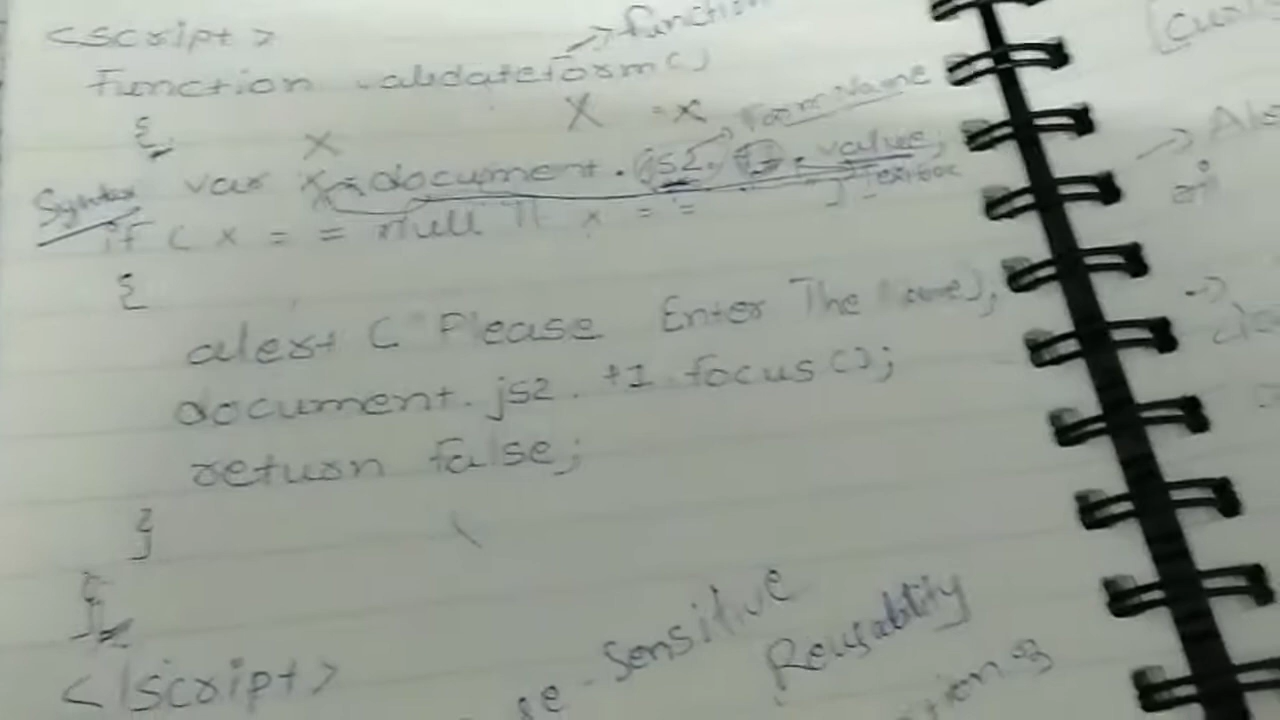 <script>
function
Function validateform()
{
X X = x
Form Name
Syntax var x = document.js2.t1.value;
Textbox
if ( x = = null || x = = " "
{
alert ( "Please Enter The Name);
document.js2.t1.focus();
return false;
}
}
</script>
Sensitive
Reusablity